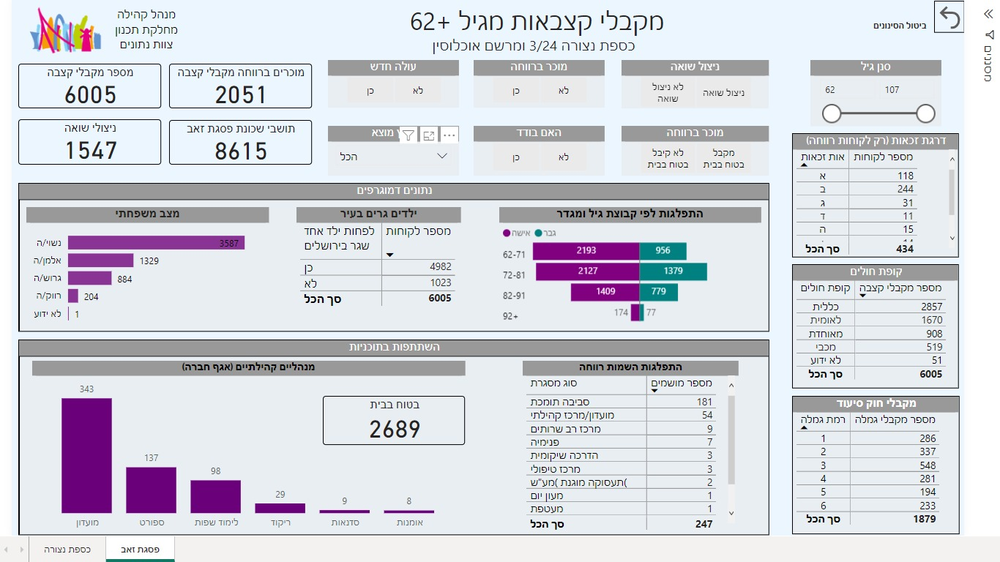 מקבלי קצבאות מגיל +62
כספת נצורה 3/24 ומרשם אוכלוסין
מנהל קהילה
מחלקת תכנון
צוות נתונים
ביטול הסינונים
מסננים
סנן גיל
62
107
ניצול שואה
ניצול שואה
לא ניצול
שואה
מוכר ברווחה
לא
כן
עולה חדש
לא
כן
מוכר ברווחה
מקבל
בטוח בבית
לא קיבל
בטוח בבית
האם בודד
לא
כן
מוצא
הכל
מוכרים ברווחה מקבלי קצבה
2051
מספר מקבלי קצבה
6005
תושבי שכונת פסגת זאב
8615
ניצולי שואה
1547
דרגת זכאות (רק לקוחות רווחה)
אות זכאות מספר לקוחות
א 118
ב 244
ג 31
ד 11
ה 15
סך הכל 434
קופת חולים
קופת חולים מספר מקבלי קצבה
כללית 2857
לאומית 1670
מאוחדת 908
מכבי 519
לא ידוע 51
סך הכל 6005
מקבלי חוק סיעוד
רמת גמלה מספר מקבלי גמלה
1 286
2 337
3 548
4 281
5 194
6 233
סך הכל 1879
נתונים דמוגרפים
התפלגות לפי קבוצת גיל ומגדר
גבר אישה
62-71 2193 956
72-81 2127 1379
82-91 1409 779
92+ 174 77
ילדים גרים בעיר
לפחות ילד אחד
שגר בירושלים
מספר לקוחות
כן 4982
לא 1023
סך הכל 6005
מצב משפחתי
נשוי/ה 3587
אלמן/ה 1329
גרוש/ה 884
רווק/ה 204
לא ידוע 1
השתתפות בתוכניות
התפלגות השמות רווחה
סוג מסגרת מספר מושמים
סביבה תומכת 181
מועדון/מרכז קהילתי 54
מרכז רב שרותים 9
פנימיה 7
הדרכה שיקומית 3
מרכז טיפולי 3
תעסוקה מוגנת )מע"ש( 2
מעון יום 1
מעטפת 1
סך הכל 247
מנהליים קהילתיים (אגף חברה)
בטוח בבית
2689
343
137
98
29
9
8
מועדון
ספורט
לימוד שפות
ריקוד
סדנאות
אומנות
כספת נצורה
פסגת זאב